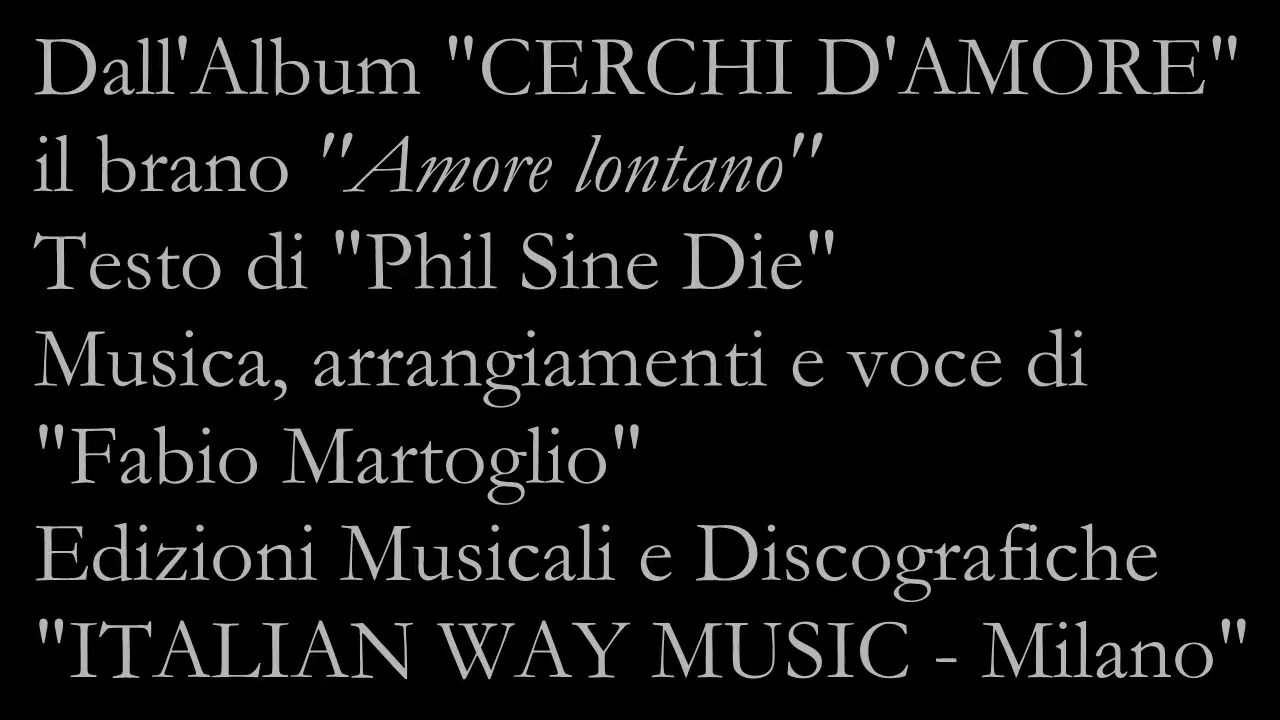 Dall'Album "CERCHI D'AMORE"
il brano "Amore lontano"
Testo di "Phil Sine Die"
Musica, arrangiamenti e voce di
"Fabio Martoglio"
Edizioni Musicali e Discografiche
"ITALIAN WAY MUSIC - Milano"